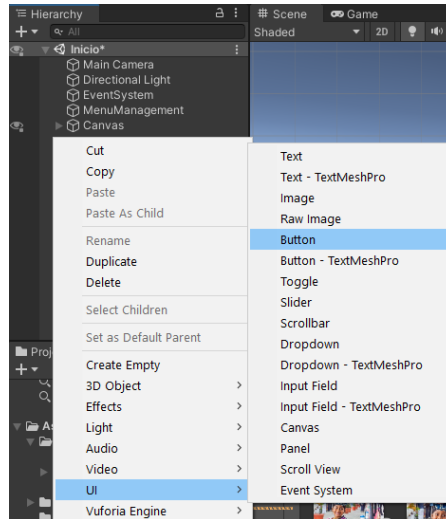 Hierarchy
All
Inicio*
Main Camera
Directional Light
EventSystem
MenuManagement
Canvas
Scene
Game
Shaded
2D
Cut
Copy
Paste
Paste As Child
Rename
Duplicate
Delete
Select Children
Set as Default Parent
Create Empty
3D Object
Effects
Light
Audio
Video
UI
Vuforia Engine
Text
Text - TextMeshPro
Image
Raw Image
Button
Button - TextMeshPro
Toggle
Slider
Scrollbar
Dropdown
Dropdown - TextMeshPro
Input Field
Input Field - TextMeshPro
Canvas
Panel
Scroll View
Event System
Proj